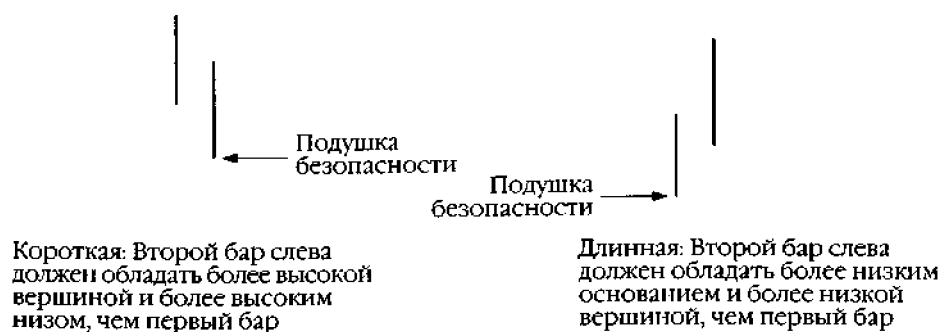 Подушка
безопасности
Подушка
безопасности
Короткая: Второй бар слева
должен обладать более высокой
вершиной и более высоким
низом, чем первый бар
Длинная: Второй бар слева
должен обладать более низким
основанием и более низкой
вершиной, чем первый бар